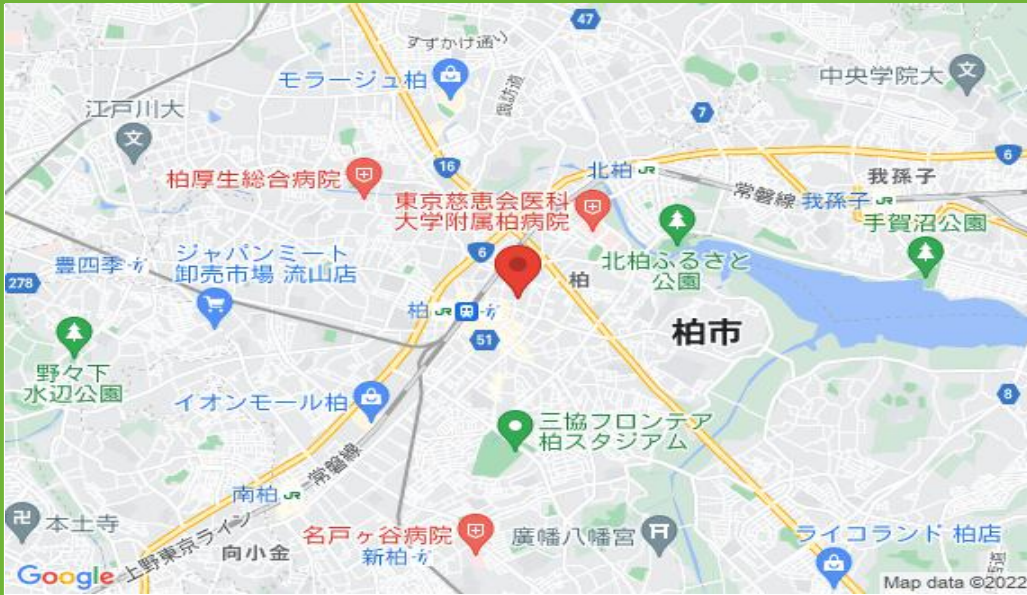 47
すずかけ通り
モラージュ柏
諏訪道
中央学院大
江戸川大
7
16
6
柏厚生総合病院
北柏 JR
我孫子
東京慈恵会医科
大学附属柏病院
常磐線 我孫子 JR
手賀沼公園
ジャパンミート
卸売市場 流山店
6
豊四季
北柏ふるさと
公園
柏
278
柏 JR
柏市
51
野々下
水辺公園
イオンモール柏
8
三協フロンテア
柏スタジアム
常磐線
南柏 JR
本土寺
上野東京ライン
向小金
名戸ヶ谷病院
新柏
廣幡八幡宮
ライコランド 柏店
Google
Map data ©2022